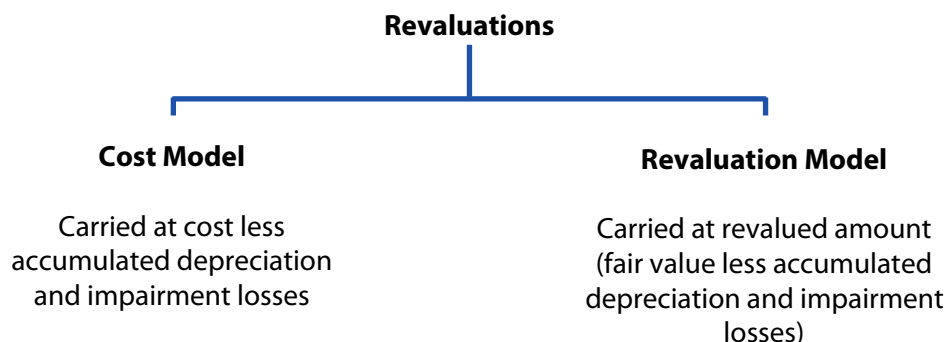 Revaluations
Cost Model
Carried at cost less
accumulated depreciation
and impairment losses
Revaluation Model
Carried at revalued amount
(fair value less accumulated
depreciation and impairment
losses)